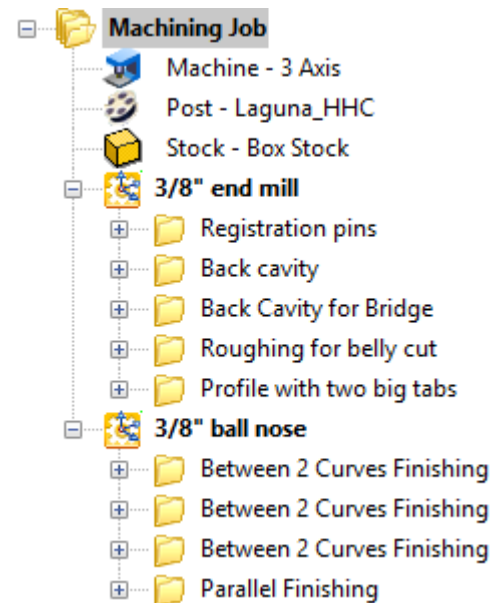 Machining Job
Machine - 3 Axis
Post - Laguna_HHC
Stock - Box Stock
3/8" end mill
Registration pins
Back cavity
Back Cavity for Bridge
Roughing for belly cut
Profile with two big tabs
3/8" ball nose
Between 2 Curves Finishing
Between 2 Curves Finishing
Between 2 Curves Finishing
Parallel Finishing